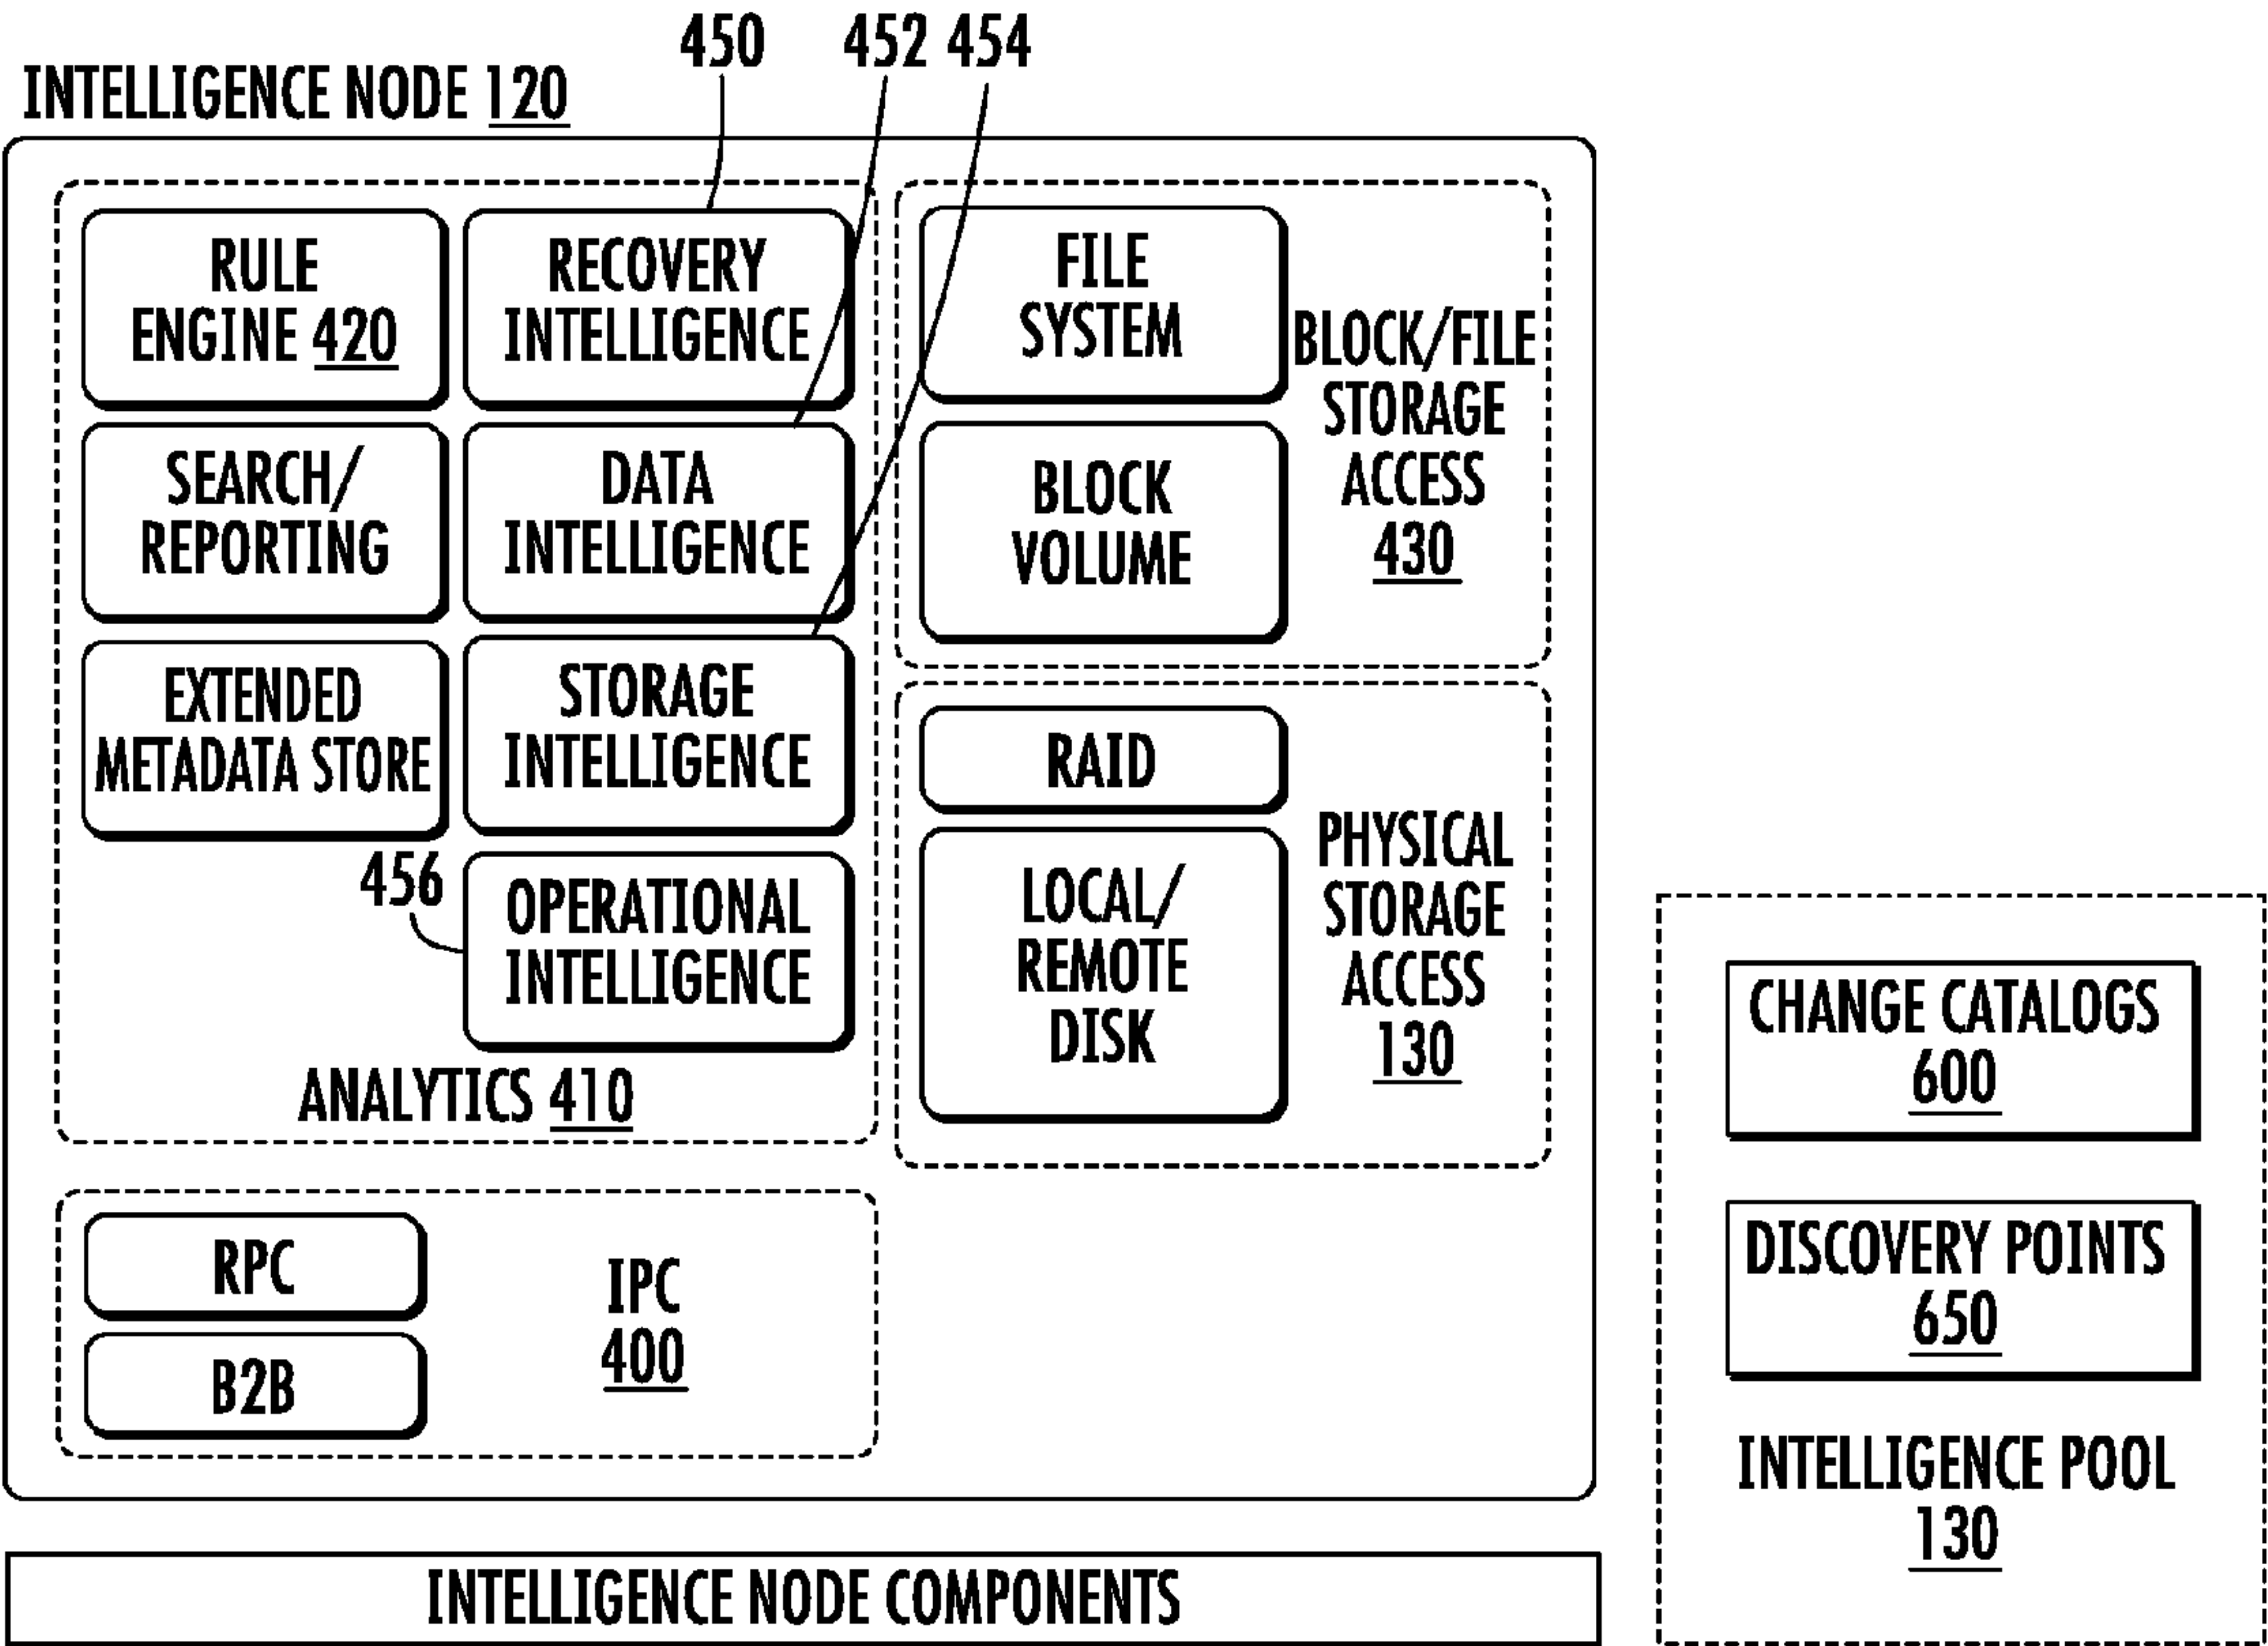 450
452 454
INTELLIGENCE NODE 120
RULE
ENGINE 420
RECOVERY
INTELLIGENCE
SEARCH/
REPORTING
DATA
INTELLIGENCE
EXTENDED
METADATA STORE
STORAGE
INTELLIGENCE
456
OPERATIONAL
INTELLIGENCE
ANALYTICS 410
FILE
SYSTEM
BLOCK
VOLUME
BLOCK/FILE
STORAGE
ACCESS
430
RAID
LOCAL/
REMOTE
DISK
PHYSICAL
STORAGE
ACCESS
130
RPC
B2B
IPC
400
CHANGE CATALOGS
600
DISCOVERY POINTS
650
INTELLIGENCE POOL
130
INTELLIGENCE NODE COMPONENTS